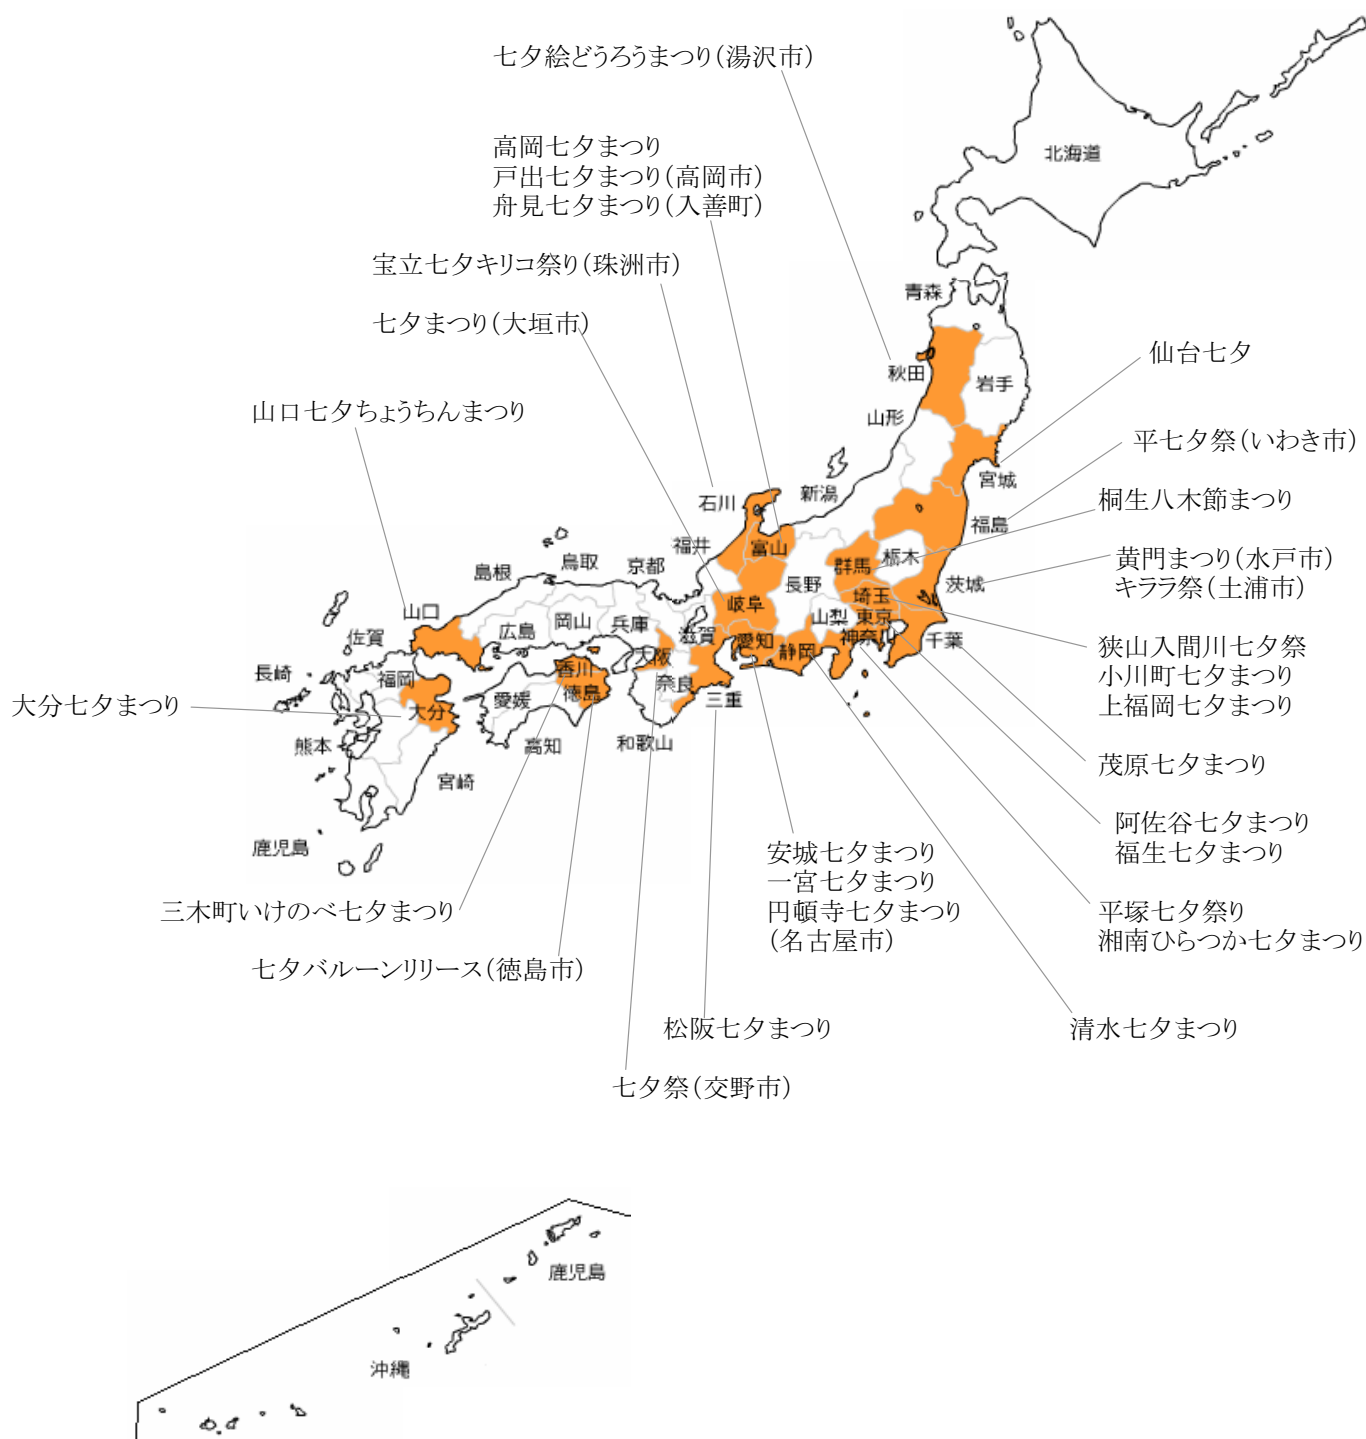 七夕絵どうろうまつり(湯沢市)
高岡七夕まつり
戸出七夕まつり(高岡市)
舟見七夕まつり(入善町)
北海道
宝立七夕キリコ祭り(珠洲市)
青森
七夕まつり(大垣市)
仙台七夕
秋田
岩手
山口七夕ちょうちんまつり
山形
平七夕祭(いわき市)
宮城
新潟
石川
桐生八木節まつり
福島
福井
富山
群馬
栃木
黄門まつり(水戸市)
キララ祭(土浦市)
鳥取
京都
島根
長野
茨城
埼玉
岐阜
山口
岡山
兵庫
山梨
東京
広島
滋賀
愛知
静岡
神奈川
千葉
佐賀
狭山入間川七夕祭
小川町七夕まつり
上福岡七夕まつり
大阪
長崎
福岡
香川
奈良
徳島
愛媛
三重
大分七夕まつり
大分
熊本
高知
和歌山
宮崎
茂原七夕まつり
阿佐谷七夕まつり
福生七夕まつり
鹿児島
安城七夕まつり
一宮七夕まつり
円頓寺七夕まつり
(名古屋市)
三木町いけのべ七夕まつり
平塚七夕祭り
湘南ひらつか七夕まつり
七夕バルーンリリース(徳島市)
松阪七夕まつり
清水七夕まつり
七夕祭(交野市)
鹿児島
沖縄